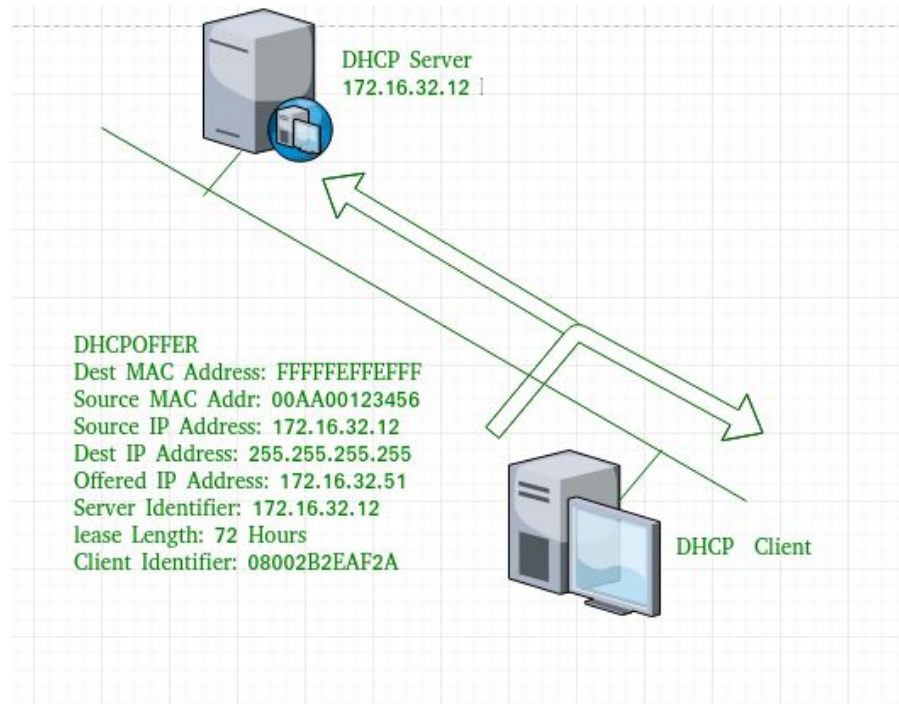 DHCP Server
172.16.32.12
DHCPOFFER
Dest MAC Address: FFFFFEFFEFFF
Source MAC Addr: 00AA00123456
Source IP Address: 172.16.32.12
Dest IP Address: 255.255.255.255
Offered IP Address: 172.16.32.51
Server Identifier: 172.16.32.12
lease Length: 72 Hours
Client Identifier: 08002B2EAF2A
DHCP Client